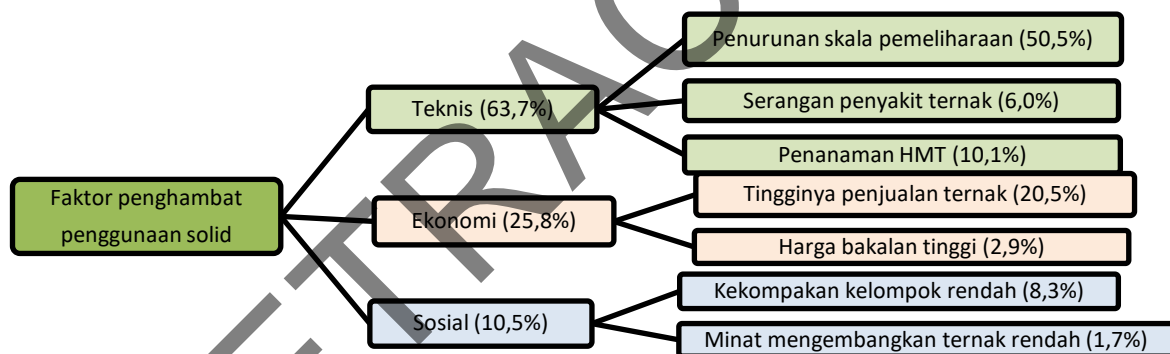 Penurunan skala pemeliharaan (50,5%)
Teknis (63,7%)
Serangan penyakit ternak (6,0%)
Penanaman HMT (10,1%)
Faktor penghambat
penggunaan solid
Ekonomi (25,8%)
Tingginya penjualan ternak (20,5%)
Harga bakalan tinggi (2,9%)
Sosial (10,5%)
Kekompakan kelompok rendah (8,3%)
Minat mengembangkan ternak rendah (1,7%)